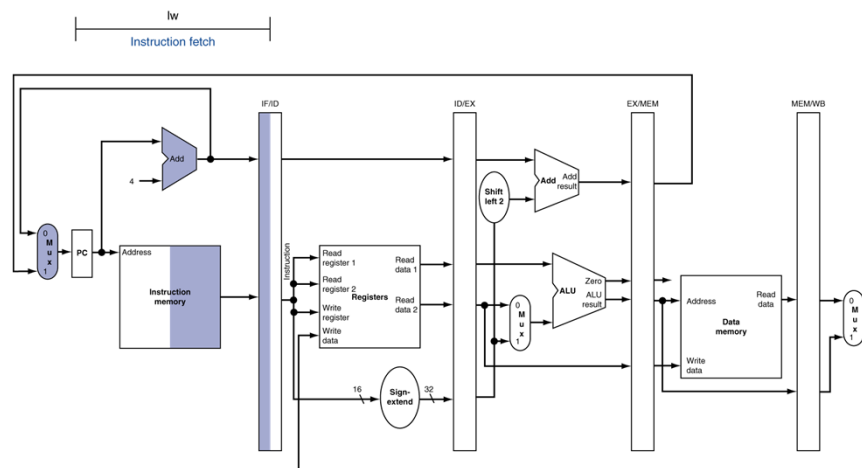 lw
Instruction fetch
IF/ID
ID/EX
EX/MEM
MEM/WB
Add
4
Add
Add
result
Shift
left 2
0
M
u
x
1
PC
Address
Instruction
memory
Instruction
Read
register 1
Read
register 2
Write
register
Write
data
Registers
Read
data 1
Read
data 2
0
M
u
x
1
Zero
ALU
ALU
result
Address
Read
data
Data
memory
Write
data
0
M
u
x
1
16
Sign-
extend
32